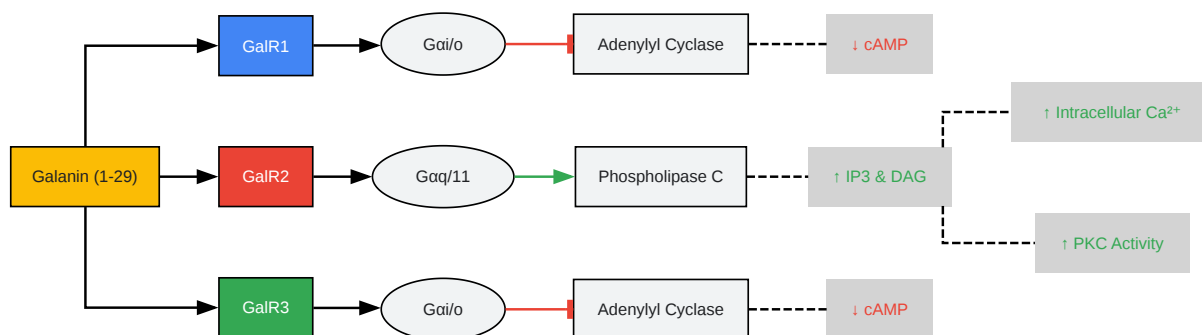 GalR1
Gαi/o
Adenylyl Cyclase
↓ cAMP
↑ Intracellular Ca²⁺
Galanin (1-29)
GalR2
Gαq/11
Phospholipase C
↑ IP3 & DAG
↑ PKC Activity
GalR3
Gαi/o
Adenylyl Cyclase
↓ cAMP